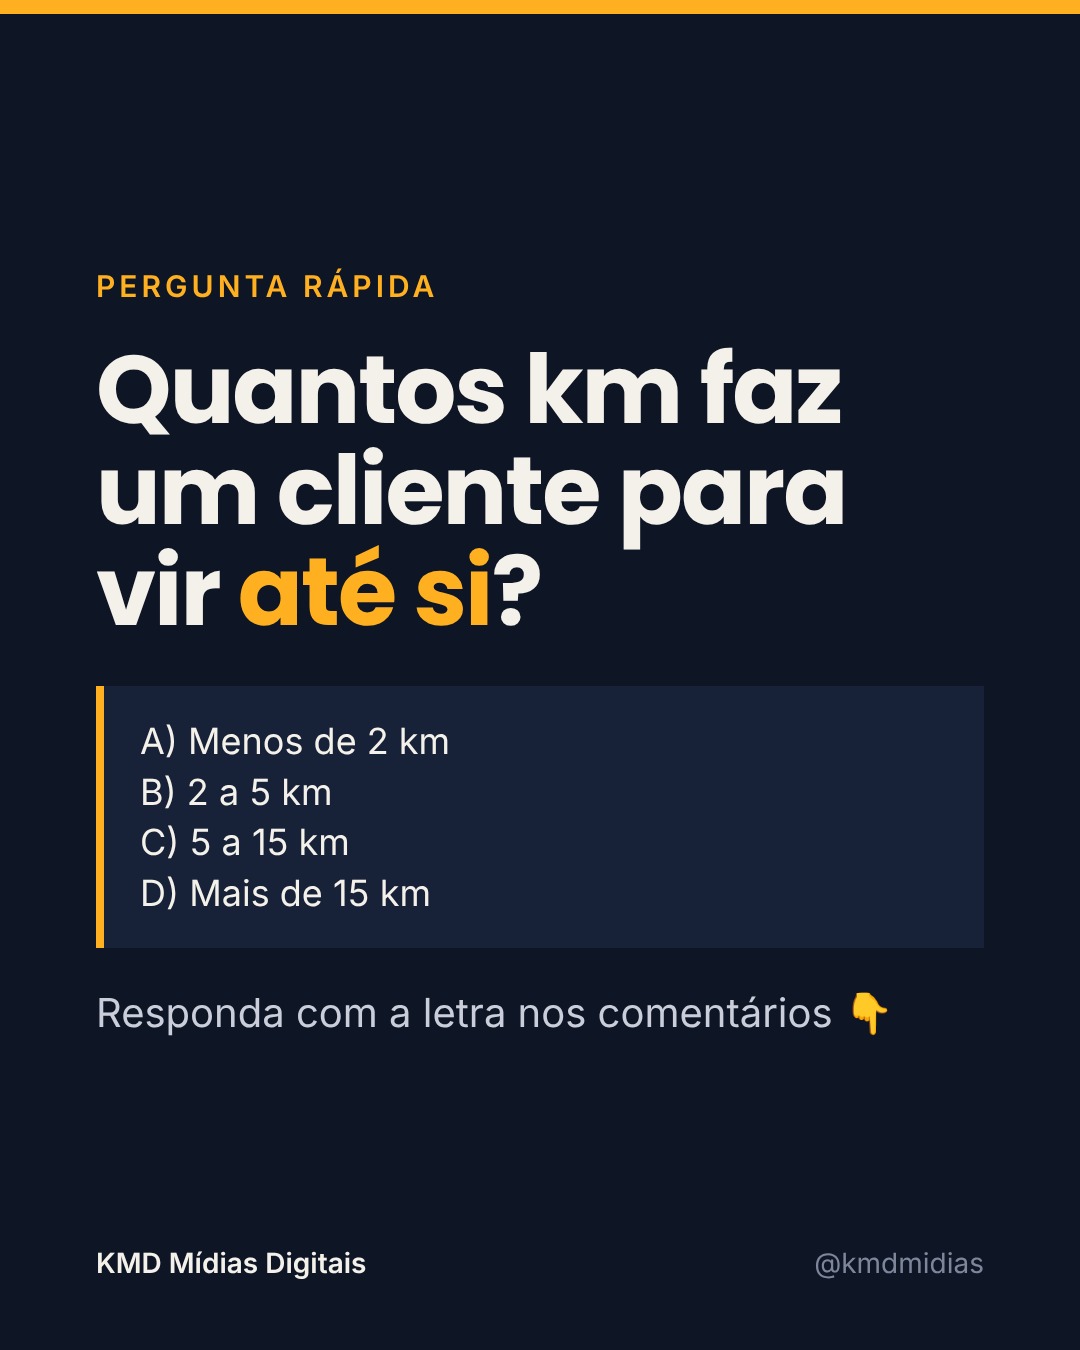 PERGUNTA RÁPIDA
Quantos km faz
um cliente para
vir até si?
A) Menos de 2 km
B) 2 a 5 km
C) 5 a 15 km
D) Mais de 15 km
Responda com a letra nos comentários 👇
KMD Mídias Digitais
@kmdmidias